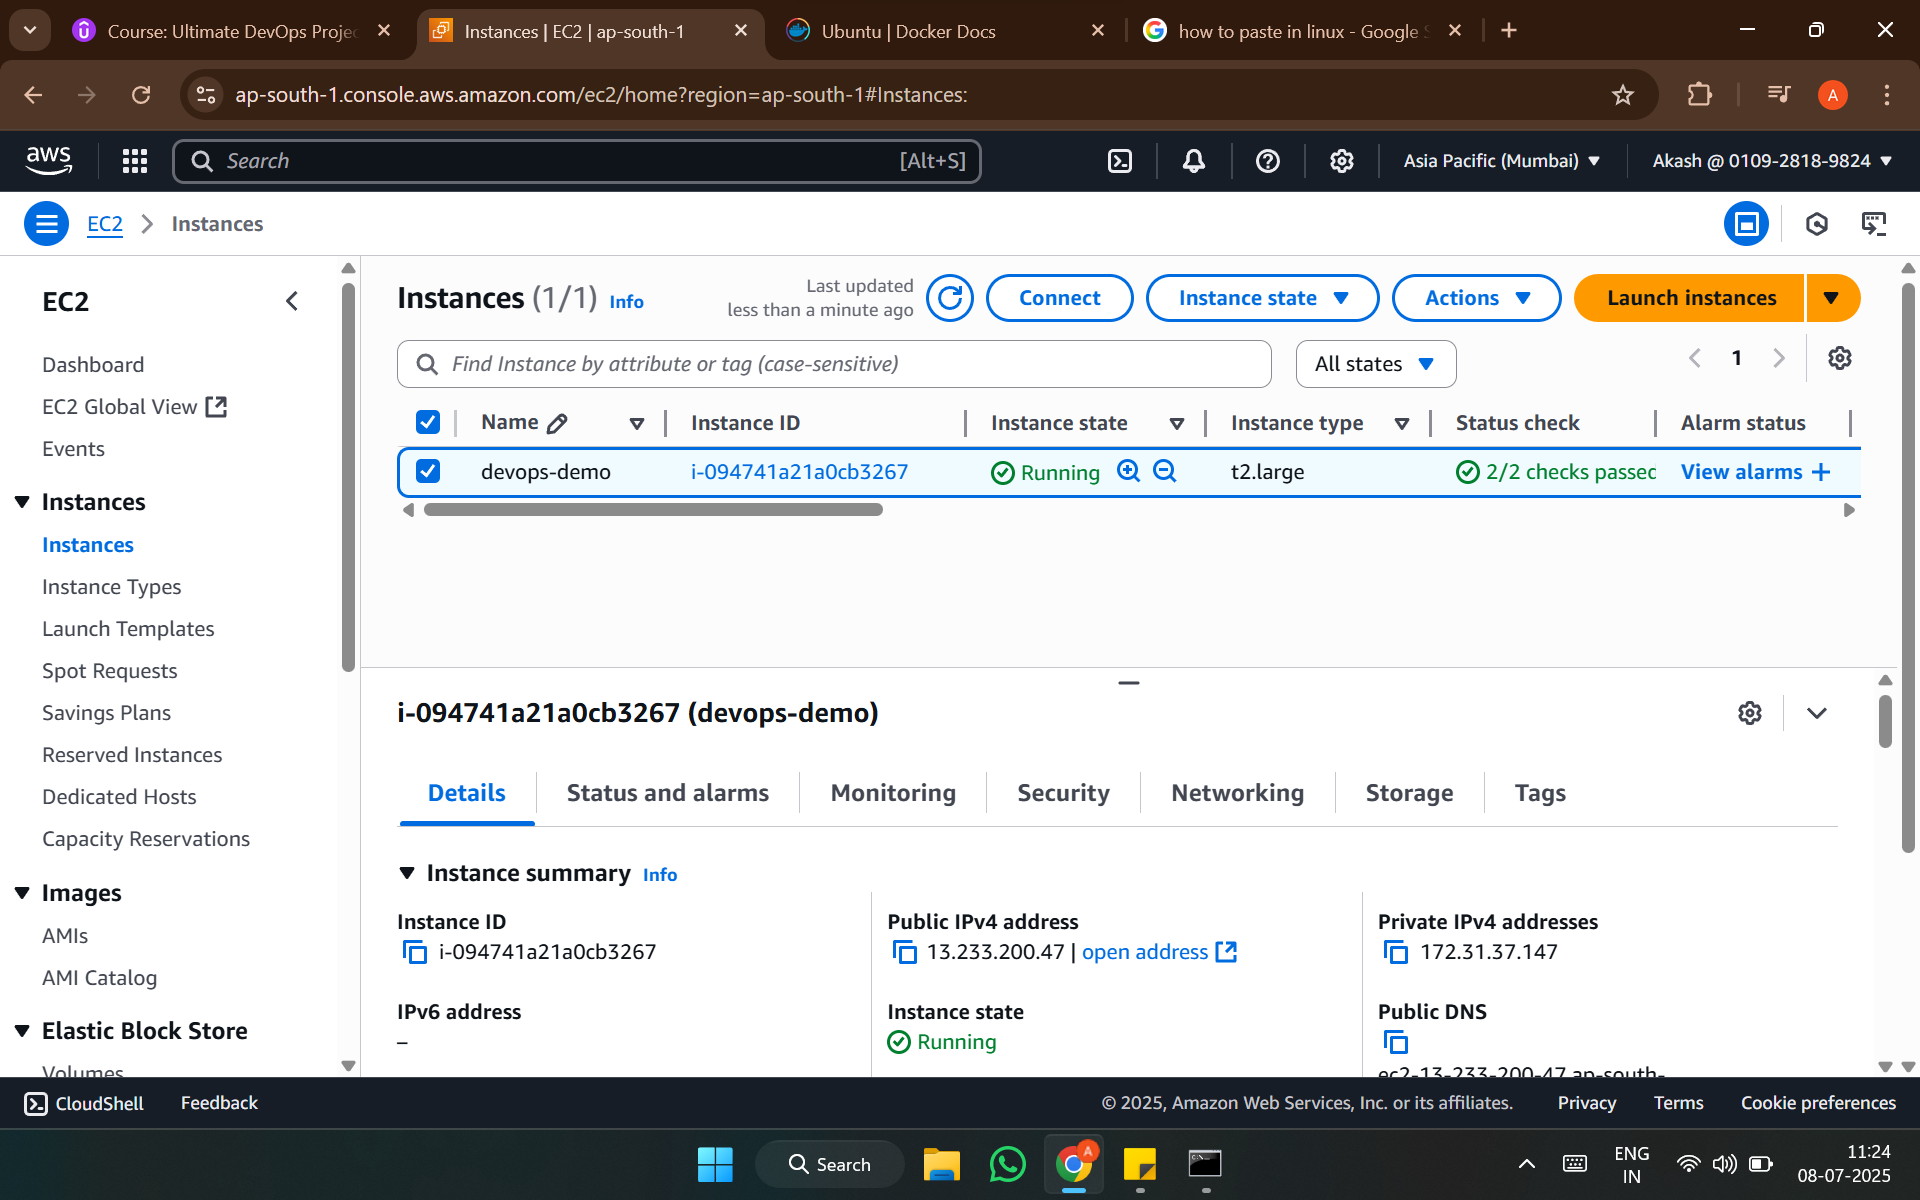 Course: Ultimate DevOps Projec
Instances | EC2 | ap-south-1
Ubuntu | Docker Docs
how to paste in linux - Google S
ap-south-1.console.aws.amazon.com/ec2/home?region=ap-south-1#Instances:
A
aws
Search
[Alt+S]
Asia Pacific (Mumbai)
Akash @ 0109-2818-9824
EC2
Instances
EC2
Dashboard
EC2 Global View
Events
Instances
Instances
Instance Types
Launch Templates
Spot Requests
Savings Plans
Reserved Instances
Dedicated Hosts
Capacity Reservations
Images
AMIs
AMI Catalog
Elastic Block Store
Volumes
Instances (1/1) Info
Last updated
less than a minute ago
Connect
Instance state
Actions
Launch instances
Find Instance by attribute or tag (case-sensitive)
All states
1
Name
Instance ID
Instance state
Instance type
Status check
Alarm status
devops-demo
i-094741a21a0cb3267
Running
t2.large
2/2 checks passed
View alarms +
i-094741a21a0cb3267 (devops-demo)
Details
Status and alarms
Monitoring
Security
Networking
Storage
Tags
Instance summary Info
Instance ID
i-094741a21a0cb3267
Public IPv4 address
13.233.200.47 | open address
Private IPv4 addresses
172.31.37.147
IPv6 address
–
Instance state
Running
Public DNS
ec2-13-233-200-47.ap-south-
CloudShell
Feedback
© 2025, Amazon Web Services, Inc. or its affiliates.
Privacy
Terms
Cookie preferences
Search
A
ENG
IN
11:24
08-07-2025